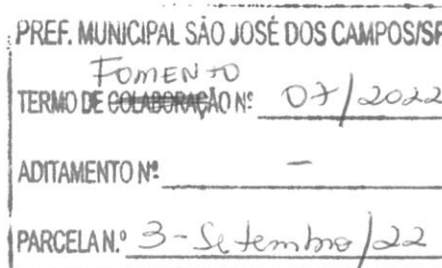 PREF. MUNICIPAL SÃO JOSÉ DOS CAMPOS/SP
FOMENTO
TERMO DE COLABORAÇÃO Nº 07/2022
ADITAMENTO Nº -
PARCELA N.º 3 - Setembro/22